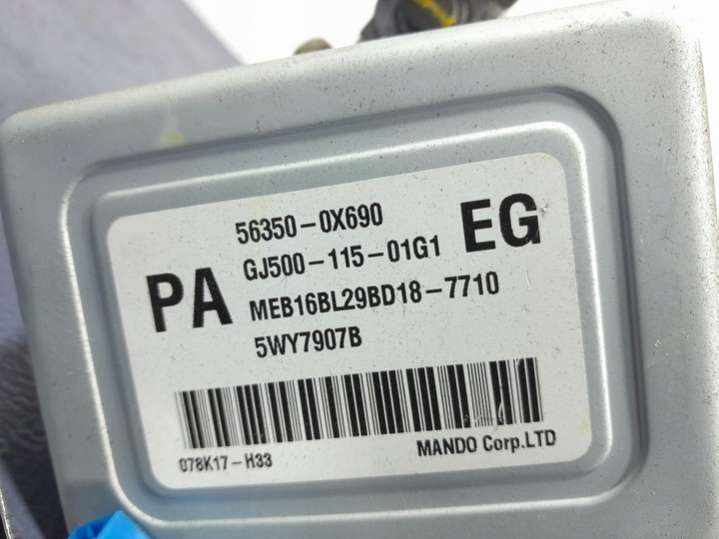 56350-0X690
PA
EG
GJ500-115-01G1
MEB16BL29BD18-7710
5WY7907B
078K17-H33
MANDO Corp.LTD